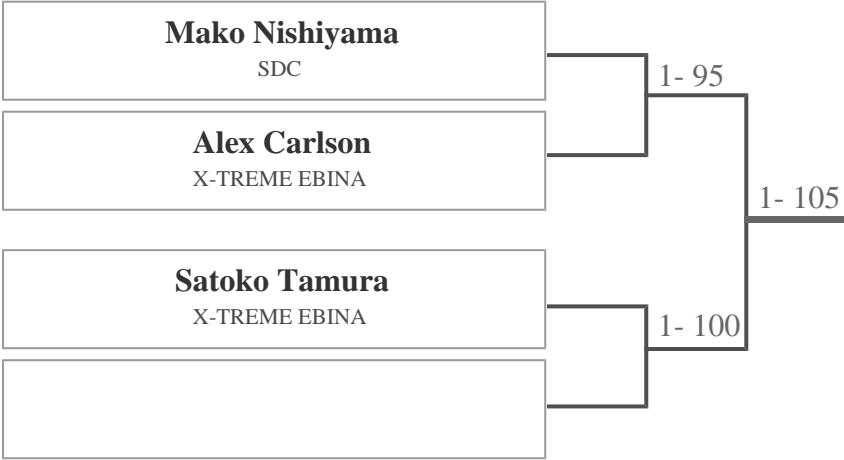 Mako Nishiyama
SDC
1- 95
Alex Carlson
X-TREME EBINA
1- 105
Satoko Tamura
X-TREME EBINA
1- 100